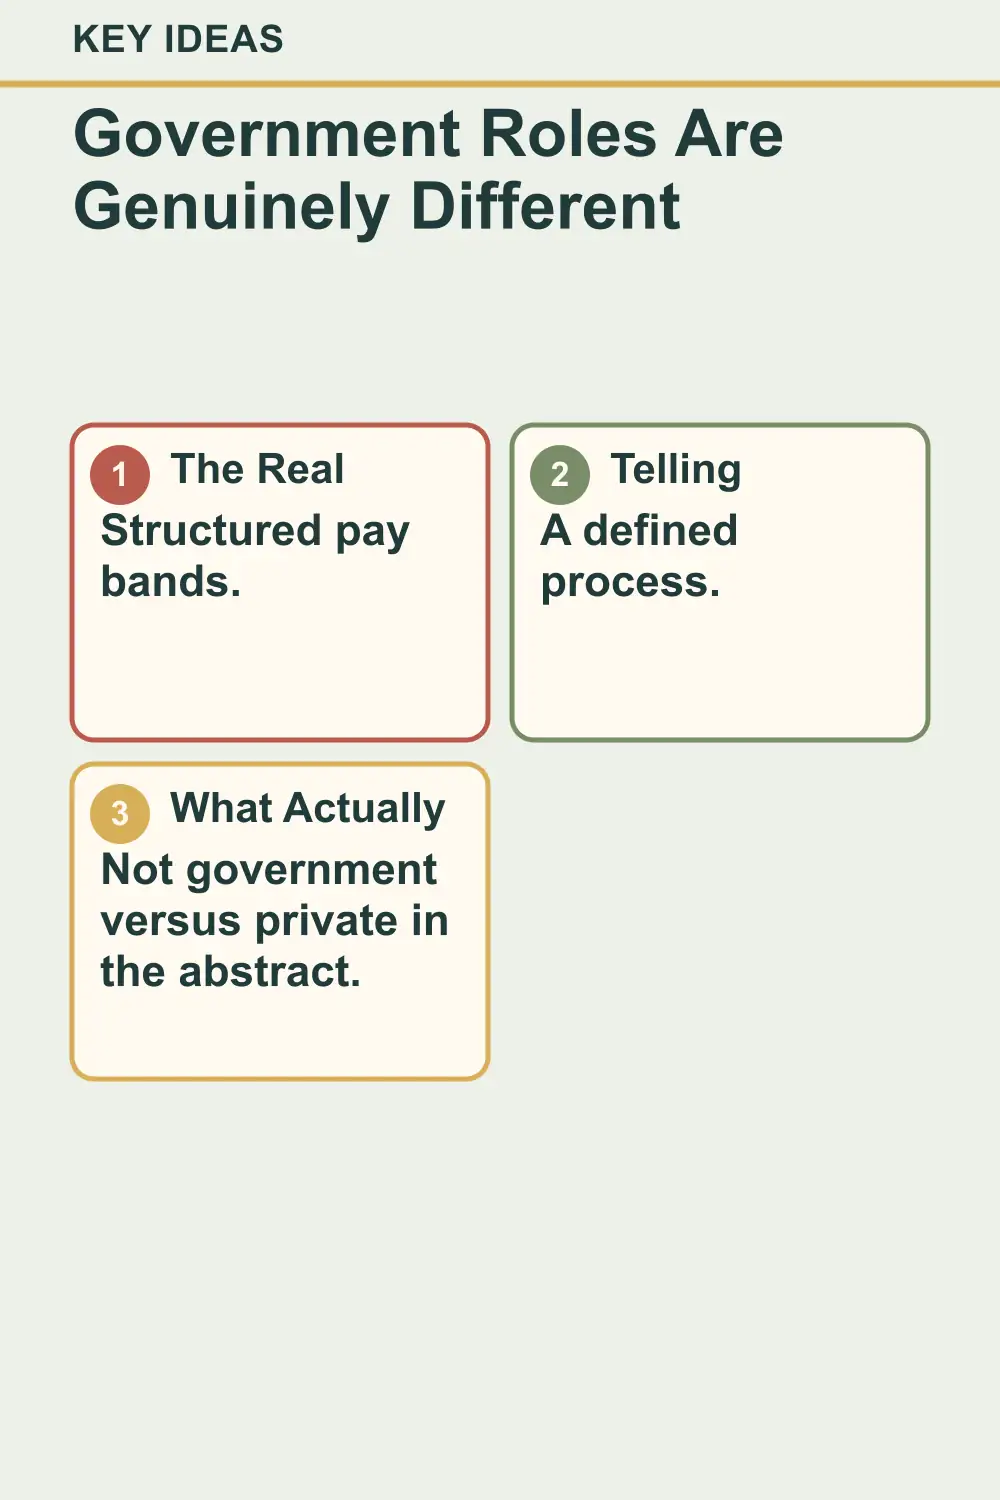 KEY IDEAS
Government Roles Are
Genuinely Different
1 The Real
Structured pay
bands.
2 Telling
A defined
process.
3 What Actually
Not government
versus private in
the abstract.